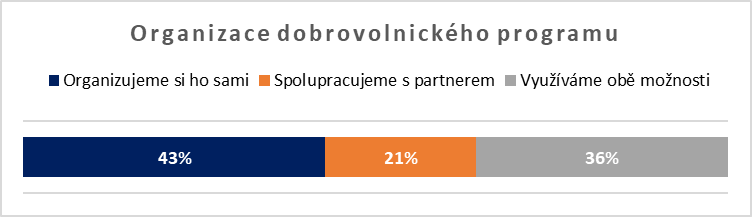 Organizace dobrovolnického programu
Organizujeme si ho sami Spolupracujeme s partnerem Využíváme obě možnosti
43% 21% 36%